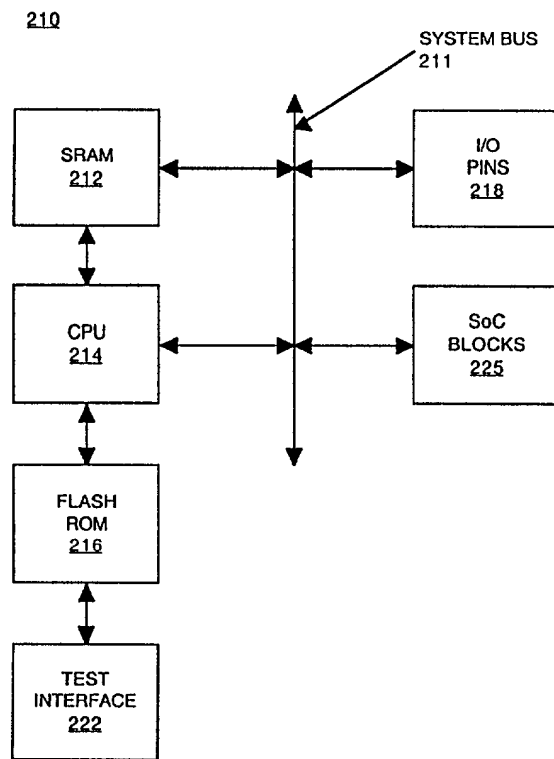 210
SYSTEM BUS
211
SRAM
212
I/O
PINS
218
CPU
214
SoC
BLOCKS
225
FLASH
ROM
216
TEST
INTERFACE
222